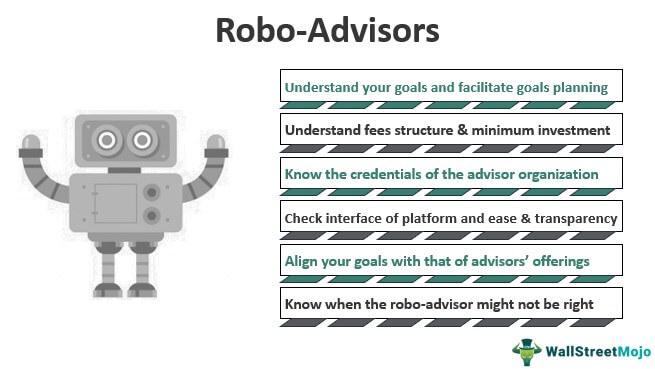 Robo-Advisors
Understand your goals and facilitate goals planning
Understand fees structure & minimum investment
Know the credentials of the advisor organization
Check interface of platform and ease & transparency
Align your goals with that of advisors' offerings
Know when the robo-advisor might not be right
WallStreetMojo